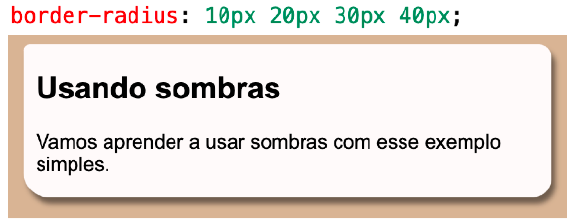 border-radius: 10px 20px 30px 40px;
Usando sombras
Vamos aprender a usar sombras com esse exemplo
simples.